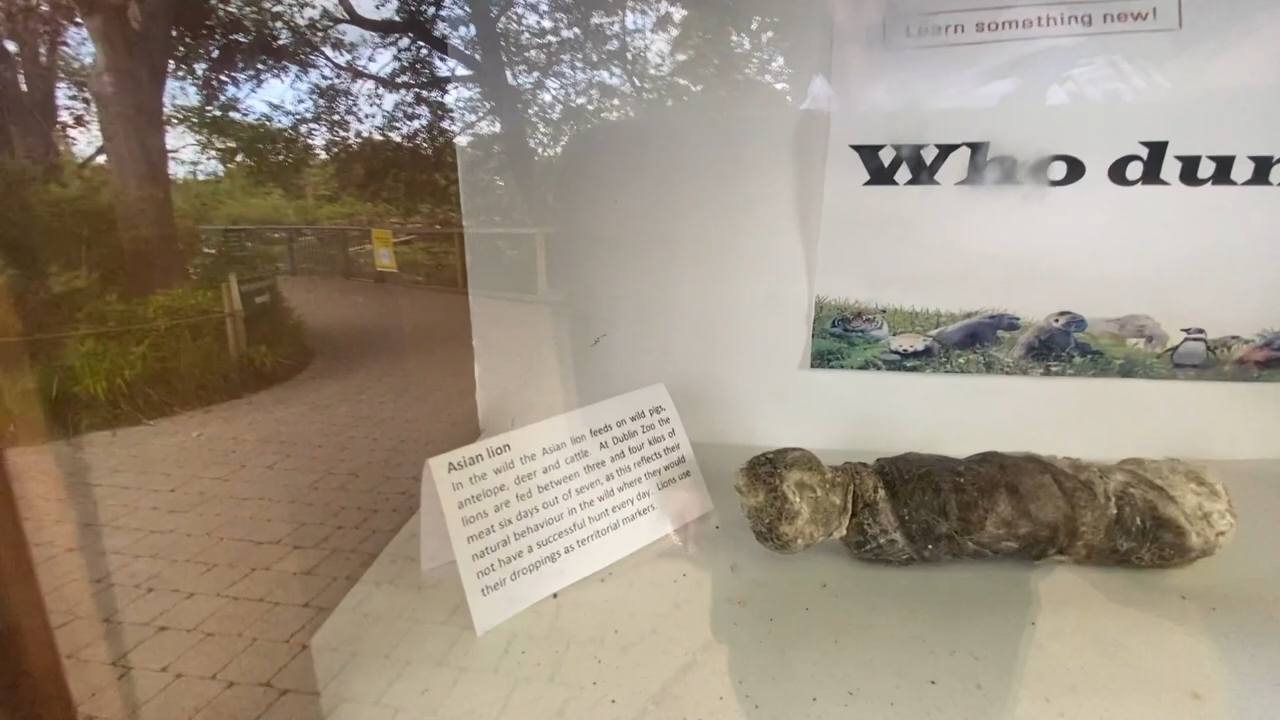 Learn something new!
Who dun
Asian lion
In the wild the Asian lion feeds on wild pigs,
antelope, deer and cattle. At Dublin Zoo the
lions are fed between three and four kilos of
meat six days out of seven, as this reflects their
natural behaviour in the wild where they would
not have a successful hunt every day. Lions use
their droppings as territorial markers.